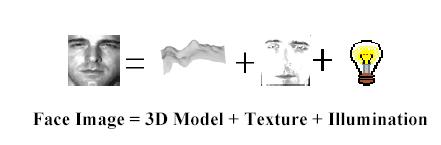 = + +
Face Image = 3D Model + Texture + Illumination